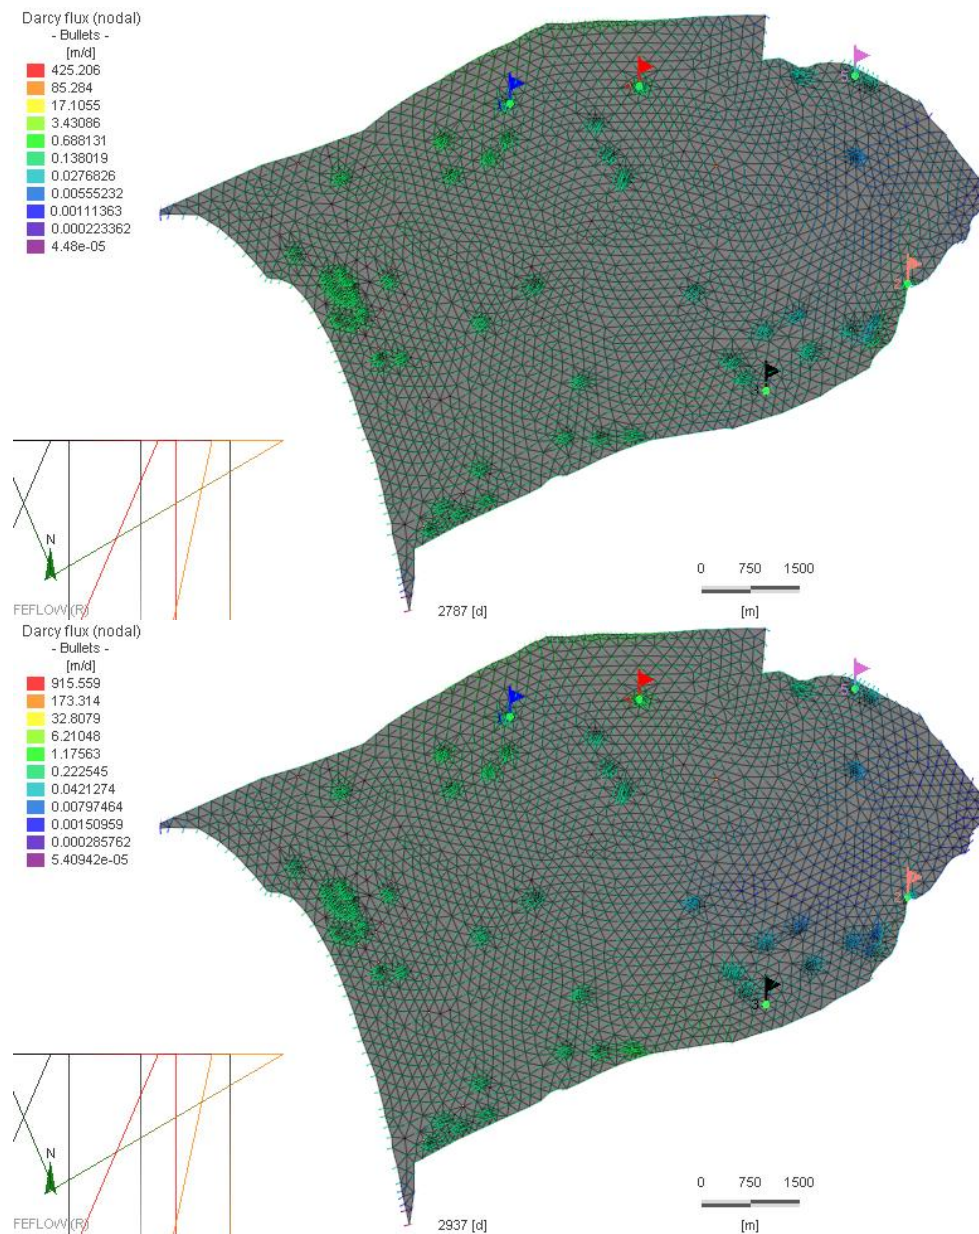 Darcy flux (nodal)
- Bullets -
[m/d]
425.206
85.284
17.1055
3.43086
0.688131
0.138019
0.0276826
0.00555232
0.00111363
0.000223362
4.48e-05
N
FEFLOW (R)
0 750 1500
2787 [d]
[m]
Darcy flux (nodal)
- Bullets -
[m/d]
915.559
173.314
32.8079
6.21048
1.17563
0.222545
0.0421274
0.00797464
0.00150959
0.000285762
5.40942e-05
3
N
FEFLOW (R)
0 750 1500
2937 [d]
[m]